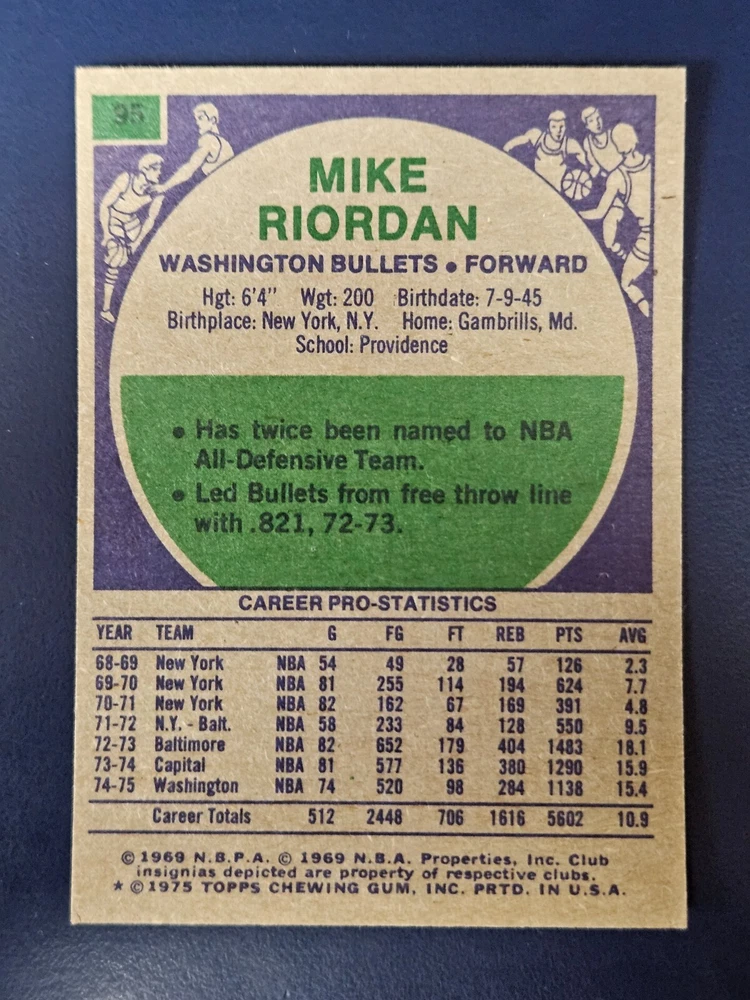 95
MIKE
RIORDAN
WASHINGTON BULLETS • FORWARD
Hgt: 6'4" Wgt: 200 Birthdate: 7-9-45
Birthplace: New York, N.Y. Home: Gambrills, Md.
School: Providence
• Has twice been named to NBA
All-Defensive Team.
• Led Bullets from free throw line
with .821, 72-73.
CAREER PRO-STATISTICS
YEAR TEAM G FG FT REB PTS AVG
68-69 New York NBA 54 49 28 57 126 2.3
69-70 New York NBA 81 255 114 194 624 7.7
70-71 New York NBA 82 162 67 169 391 4.8
71-72 N.Y. - Balt. NBA 58 233 84 128 550 9.5
72-73 Baltimore NBA 82 652 179 404 1483 18.1
73-74 Capital NBA 81 577 136 380 1290 15.9
74-75 Washington NBA 74 520 98 284 1138 15.4
Career Totals 512 2448 706 1616 5602 10.9
© 1969 N.B.P.A. © 1969 N.B.A. Properties, Inc. Club
insignias depicted are property of respective clubs.
* © 1975 TOPPS CHEWING GUM, INC. PRTD. IN U.S.A.